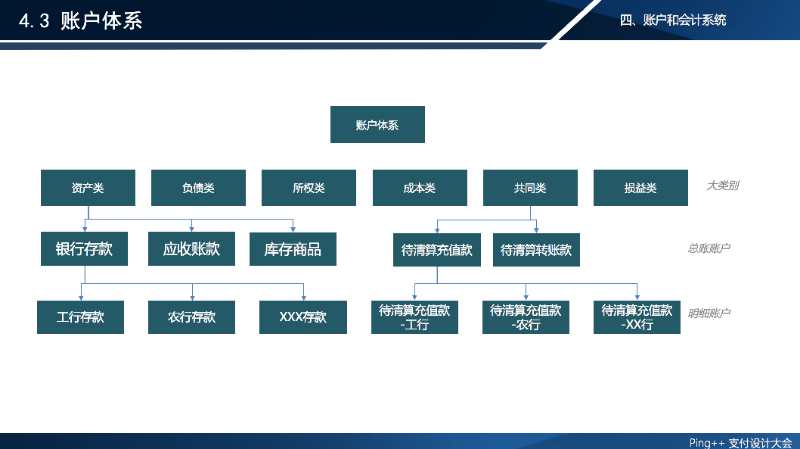 4.3 账户体系
四、账户和会计系统
账户体系
资产类
负债类
所权类
成本类
共同类
损益类
大类别
银行存款
应收账款
库存商品
待清算充值款
待清算转账款
总账账户
工行存款
农行存款
XXX存款
待清算充值款
-工行
待清算充值款
-农行
待清算充值款
-XX行
明细账户
Ping++ 支付设计大会